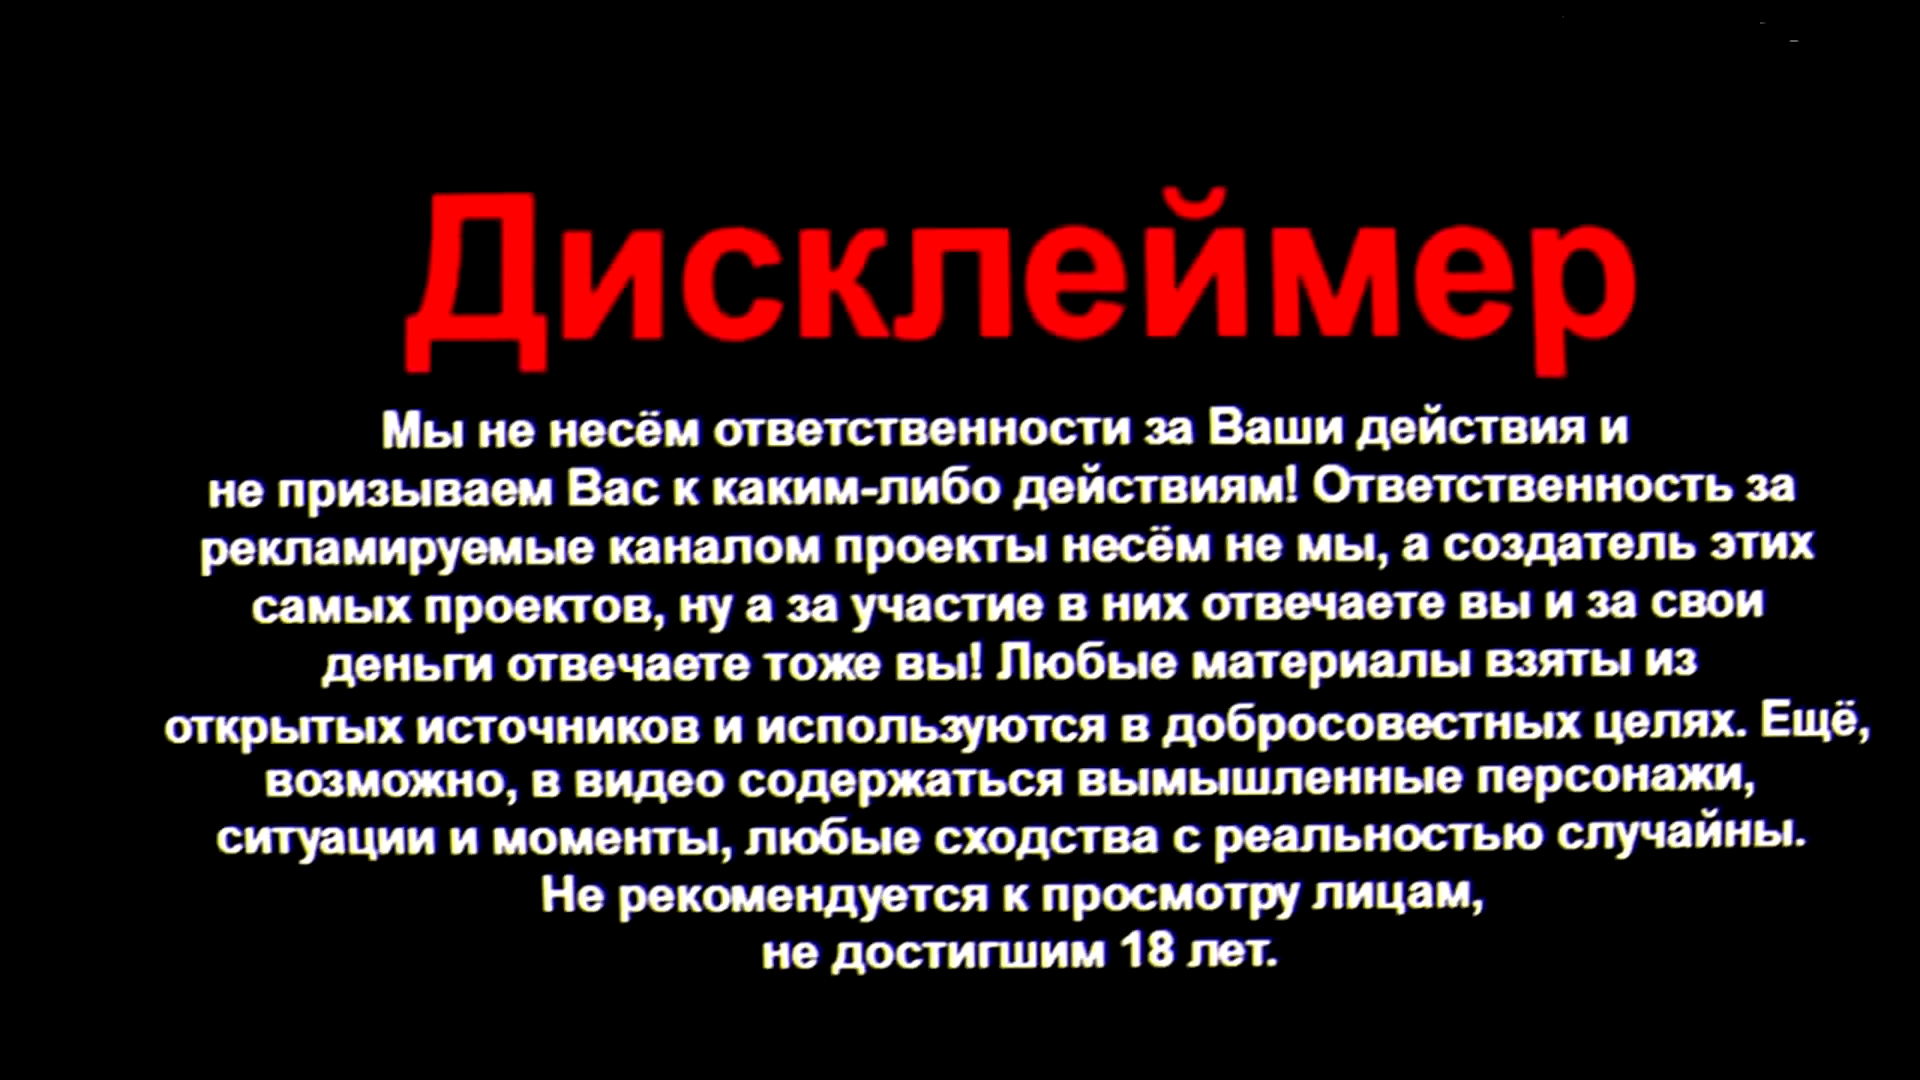 Дисклеймер
Мы не несём ответственности за Ваши действия и
не призываем Вас к каким-либо действиям! Ответственность за
рекламируемые каналом проекты несём не мы, а создатель этих
самых проектов, ну а за участие в них отвечаете вы и за свои
деньги отвечаете тоже вы! Любые материалы взяты из
открытых источников и используются в добросовестных целях. Ещё,
возможно, в видео содержаться вымышленные персонажи,
ситуации и моменты, любые сходства с реальностью случайны.
Не рекомендуется к просмотру лицам,
не достигшим 18 лет.